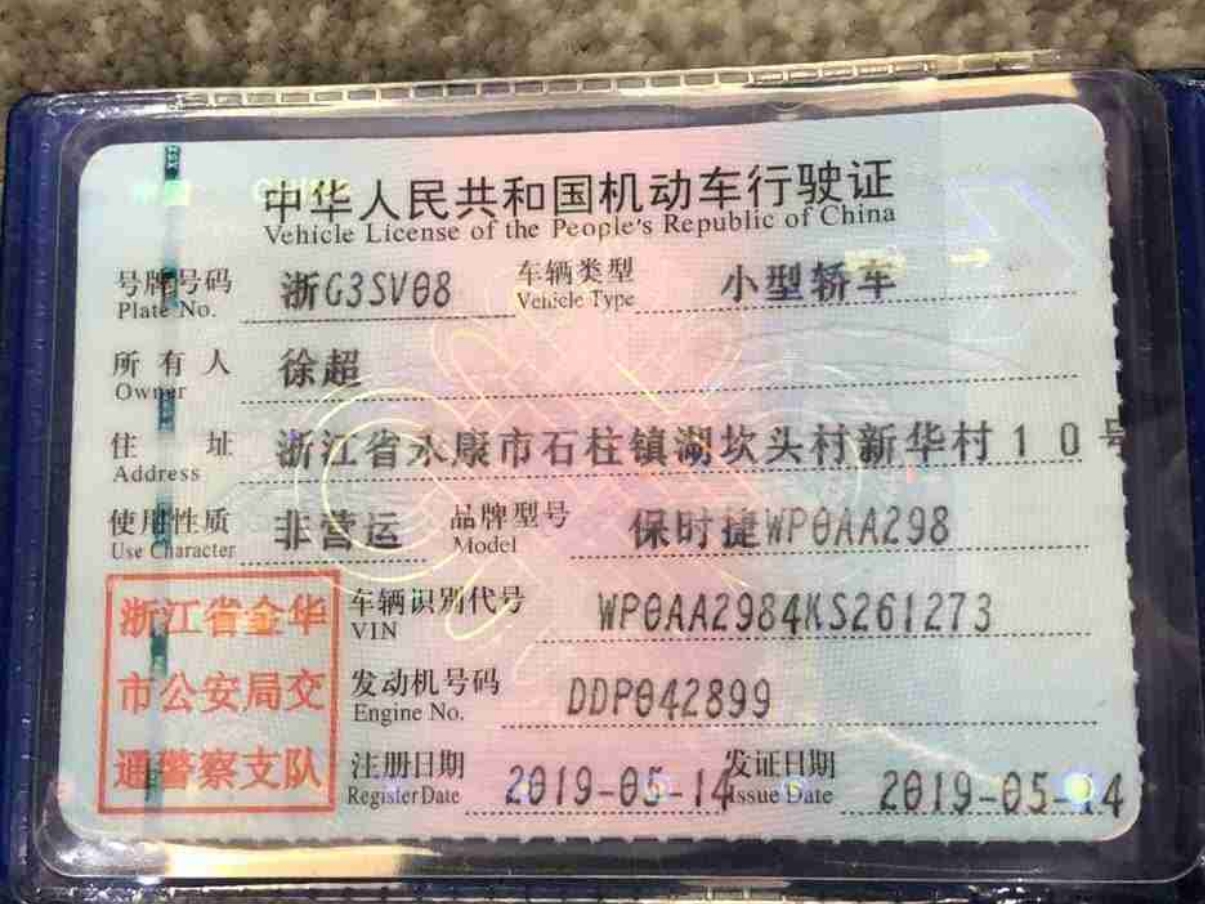 中华人民共和国机动车行驶证
Vehicle License of the People's Republic of China
号牌号码 浙G3SV08 车辆类型 小型轿车
Plate No. Vehicle Type
所有人 徐超
Owner
住址 浙江省永康市石柱镇湖坎头村新华村10号
Address
使用性质 非营运 品牌型号 保时捷WP0AA298
Use Character Model
浙江省金华
市公安局交
通警察支队
车辆识别代号 WP0AA2984KS261273
VIN
发动机号码 DDP042899
Engine No.
注册日期 2019-05-14 发证日期 2019-05-14
Register Date Issue Date